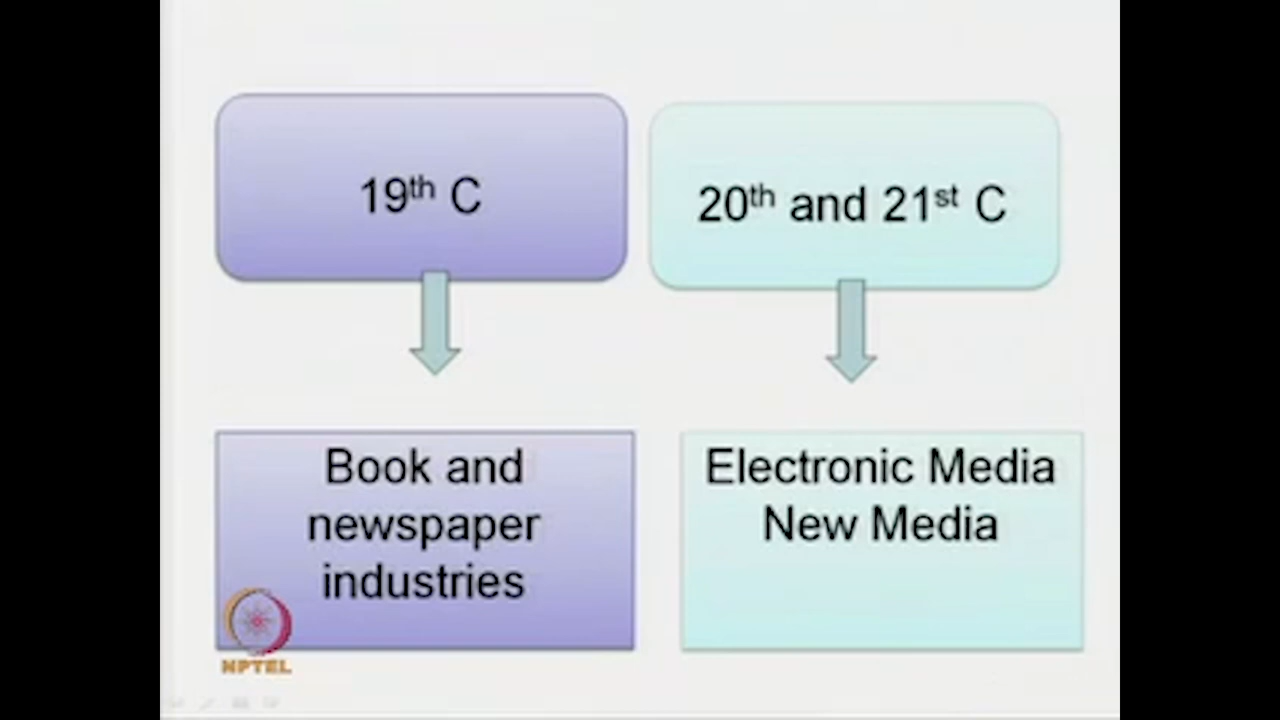 19th C
20th and 21st C
Book and
newspaper
industries
Electronic Media
New Media
NPTEL